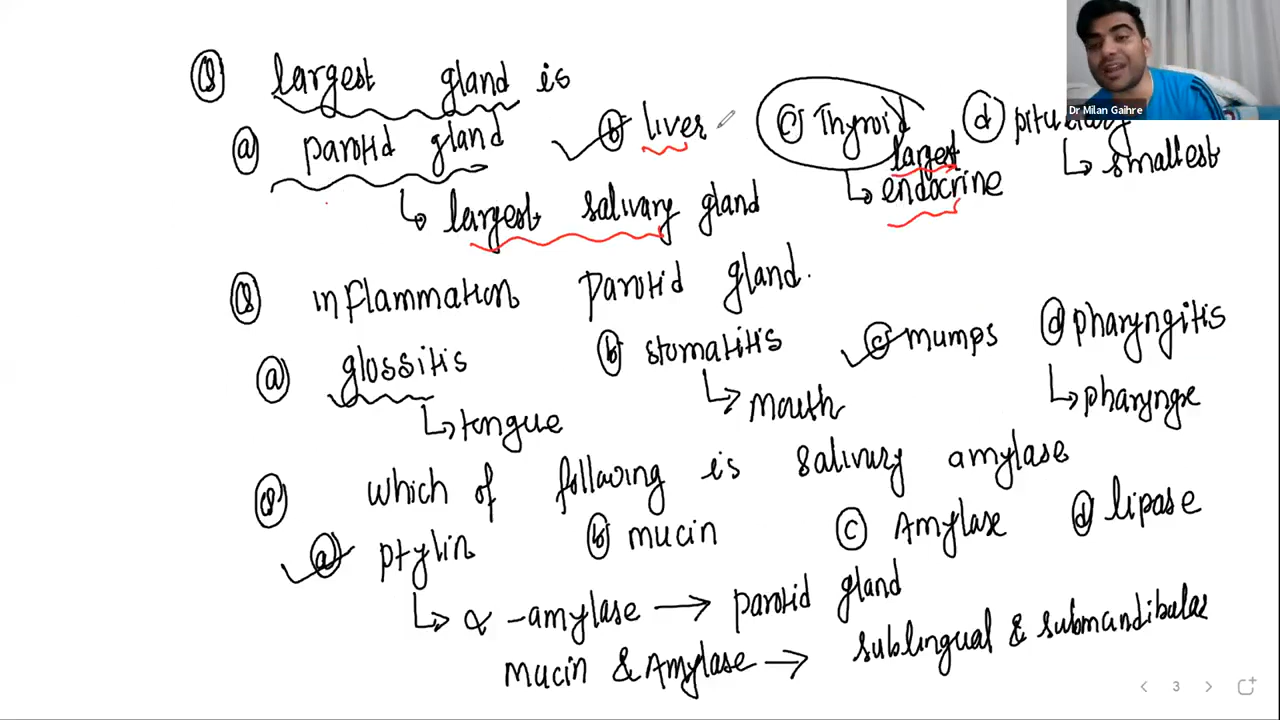 Q largest gland is
a parotid gland b liver c Thyroid d pituitary
largest
↳ largest salivary gland ↳ endocrine ↳ smallest
Q inflammation parotid gland.
a glossitis b stomatitis c mumps d pharyngitis
↳ tongue ↳ Mouth ↳ pharynx
Q which of following is salivary amylase
a ptylin b mucin c Amylase d lipase
↳ α-amylase → parotid gland
Mucin & Amylase → sublingual & submandibular
Dr Milan Gaihre
3